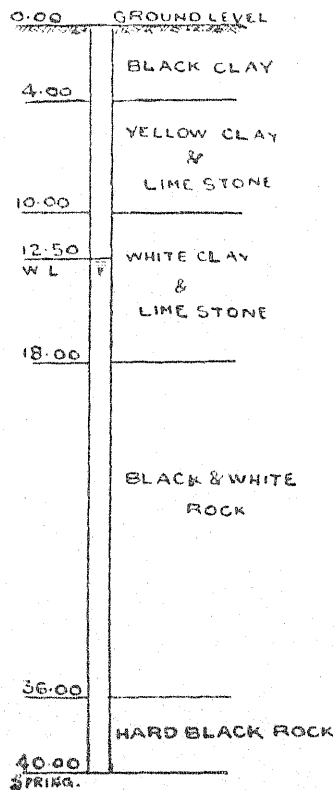 0.00 GROUND LEVEL
BLACK CLAY
4.00
YELLOW CLAY
&
LIME STONE
10.00
12.50 WHITE CLAY
W L
&
LIME STONE
18.00
BLACK & WHITE
ROCK
36.00
HARD BLACK ROCK
40.00
SPRING.